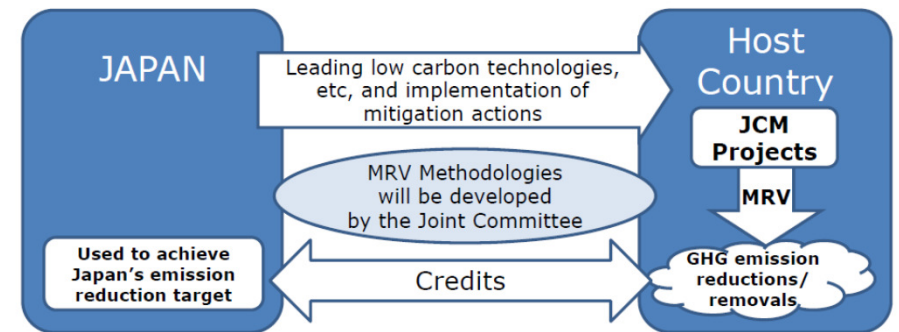 JAPAN
Leading low carbon technologies,
etc, and implementation of
mitigation actions
Host
Country
JCM
Projects
MRV
MRV Methodologies
will be developed
by the Joint Committee
Used to achieve
Japan's emission
reduction target
Credits
GHG emission
reductions/
removals